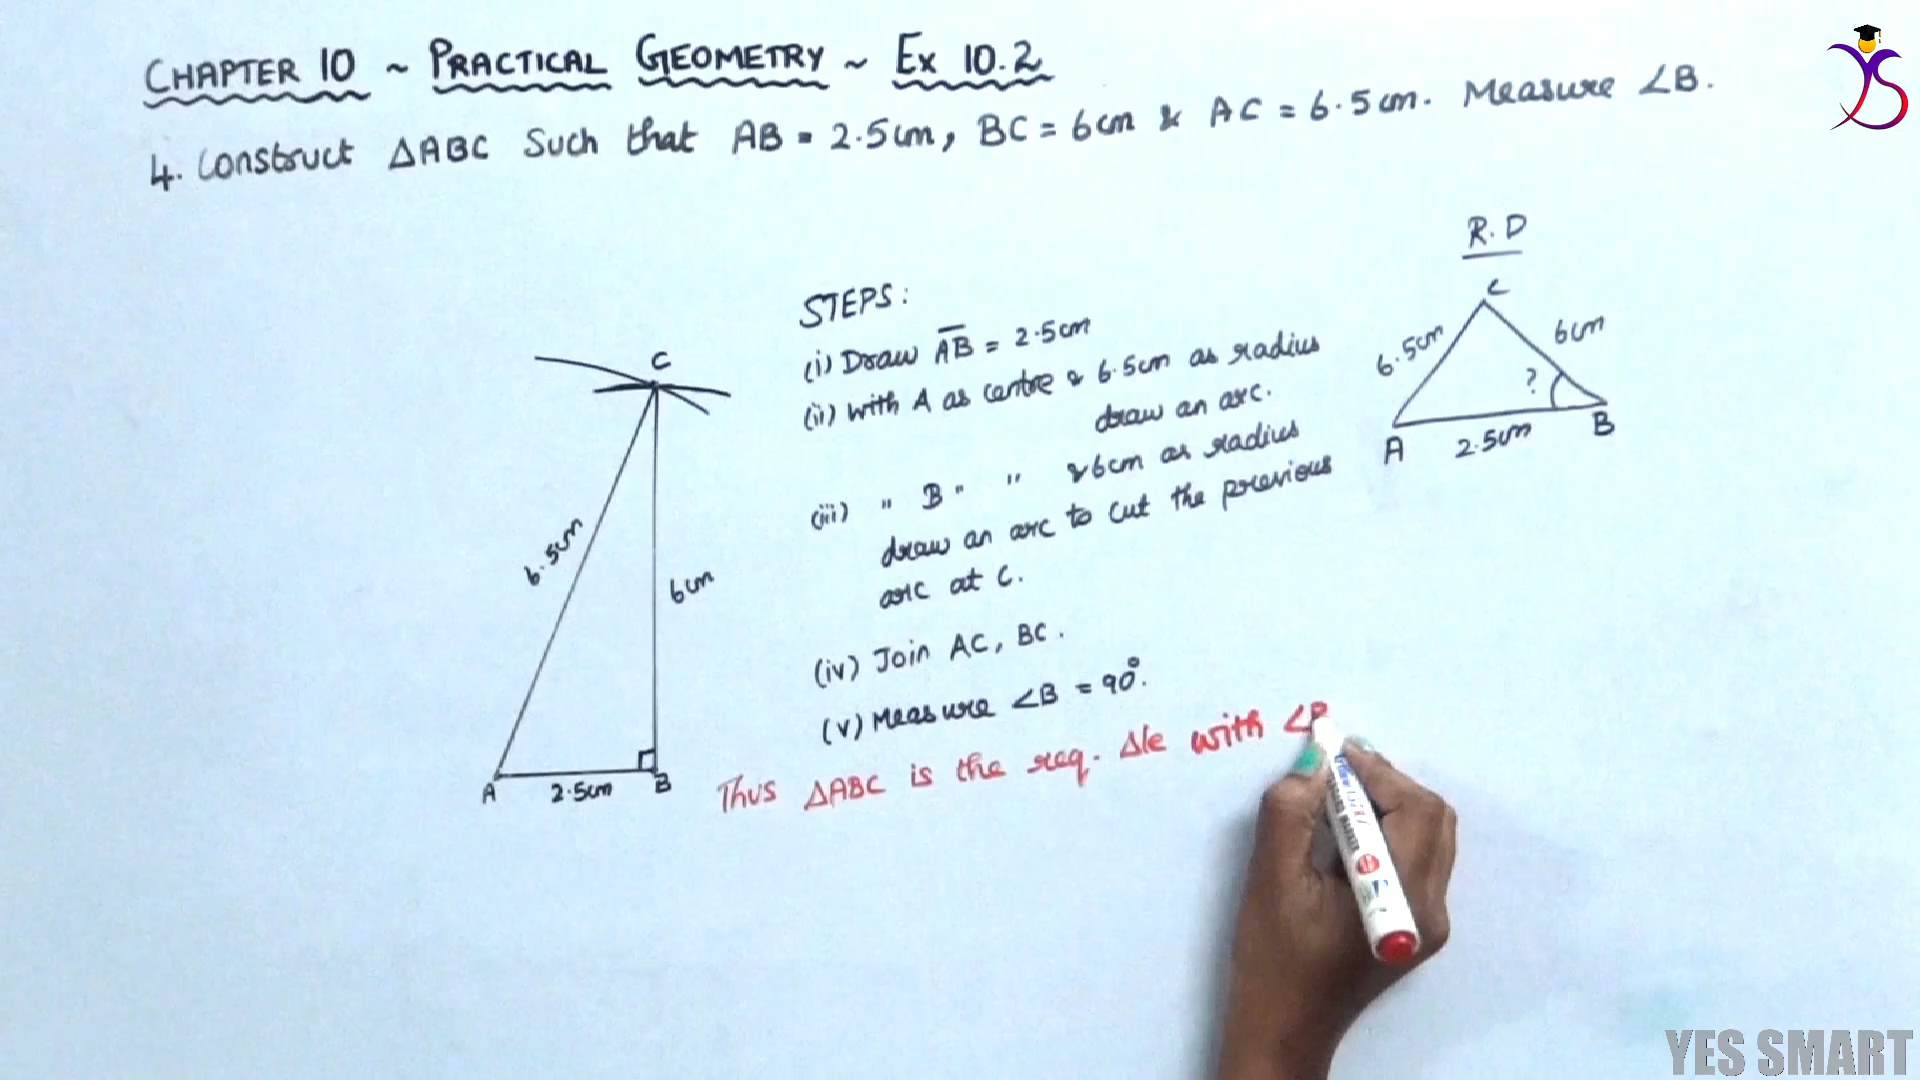 CHAPTER 10 ~ PRACTICAL GEOMETRY ~ Ex 10.2
4. Construct ΔABC Such that AB = 2.5cm, BC = 6cm & AC = 6.5cm. Measure ∠B.
R.D
C
6.5cm
6cm
?
A
2.5cm
B
STEPS:
(i) Draw A̅B̅ = 2.5cm
(ii) With A as centre & 6.5cm as radius
draw an arc.
(iii) " B " " & 6cm as radius
draw an arc to cut the previous
arc at C.
(iv) Join AC, BC.
(v) Measure ∠B = 90°.
Thus ΔABC is the req. Δle with ∠B
C
6.5cm
6cm
A
2.5cm
B
YS
YES SMART